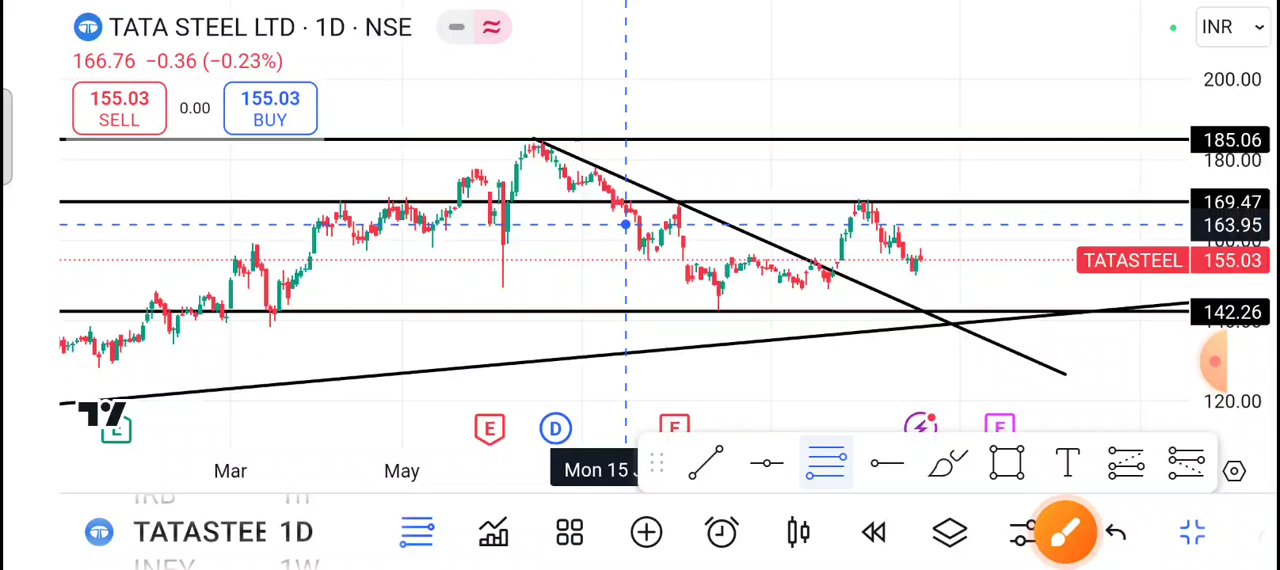 TATA STEEL LTD · 1D · NSE
INR
166.76 −0.36 (−0.23%)
155.03
SELL
0.00
155.03
BUY
200.00
185.06
180.00
169.47
163.95
TATASTEEL 155.03
142.26
120.00
E
D
Mar
May
Mon 15
T
IRB
TATASTEE 1D
1W